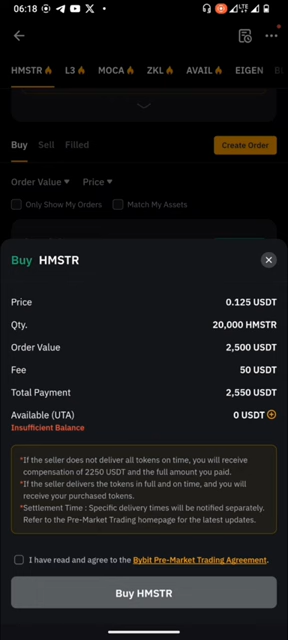 06:18
LTE
HMSTR🔥 L3🔥 MOCA🔥 ZKL🔥 AVAIL🔥 EIGEN
Buy Sell Filled Create Order
Order Value Price
Only Show My Orders Match My Assets
Buy HMSTR
Price 0.125 USDT
Qty. 20,000 HMSTR
Order Value 2,500 USDT
Fee 50 USDT
Total Payment 2,550 USDT
Available (UTA) 0 USDT
Insufficient Balance
*If the seller does not deliver all tokens on time, you will receive
compensation of 2250 USDT and the full amount you paid.
*If the seller delivers the tokens in full and on time, and you will
receive your purchased tokens.
*Settlement Time : Specific delivery times will be notified separately.
Refer to the Pre-Market Trading homepage for the latest updates.
I have read and agree to the Bybit Pre-Market Trading Agreement.
Buy HMSTR